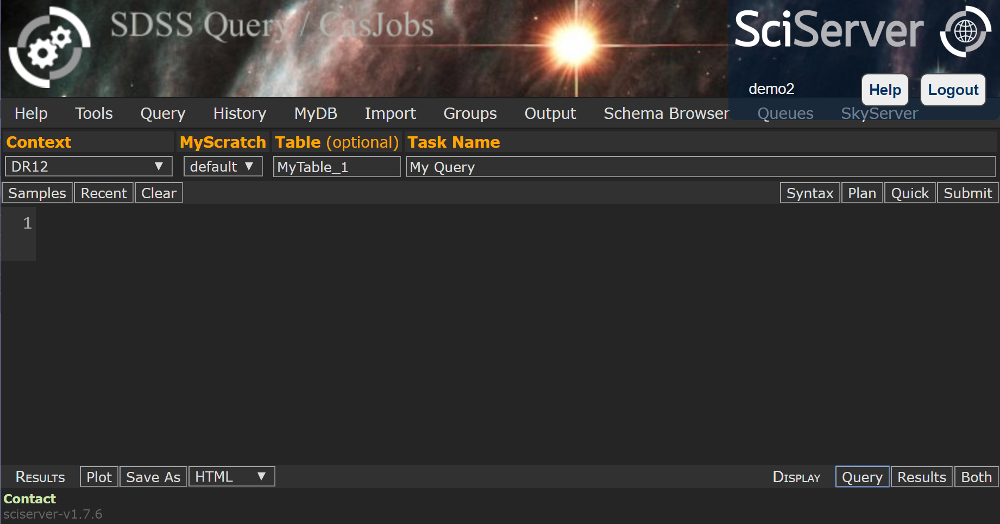 SDSS Query / CasJobs
SciServer
demo2 Help Logout
Help Tools Query History MyDB Import Groups Output Schema Browser Queues SkyServer
Context MyScratch Table (optional) Task Name
DR12 default MyTable_1 My Query
Samples Recent Clear Syntax Plan Quick Submit
1
Results Plot Save As HTML Display Query Results Both
Contact
sciserver-v1.7.6